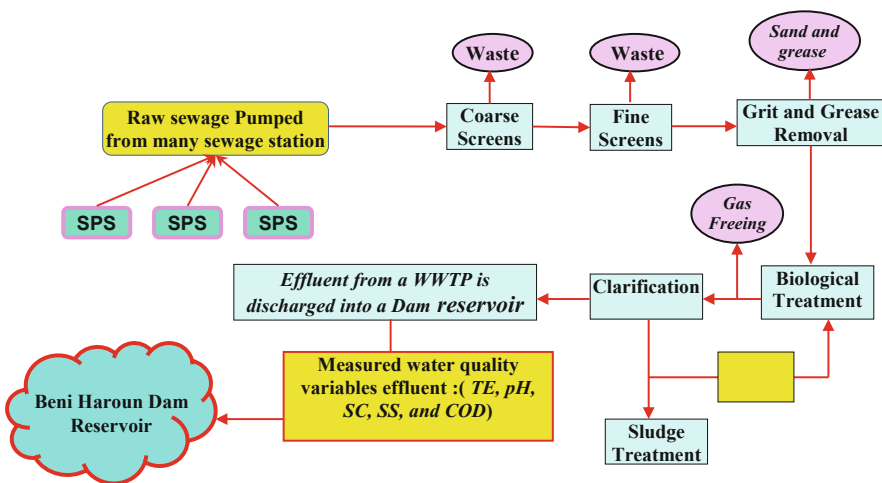 Waste
Waste
Sand and
grease
Raw sewage Pumped
from many sewage station
Coarse
Screens
Fine
Screens
Grit and Grease
Removal
SPS
SPS
SPS
Gas
Freeing
Effluent from a WWTP is
discharged into a Dam reservoir
Clarification
Biological
Treatment
Measured water quality
variables effluent :( TE, pH,
SC, SS, and COD)
Beni Haroun Dam
Reservoir
Sludge
Treatment